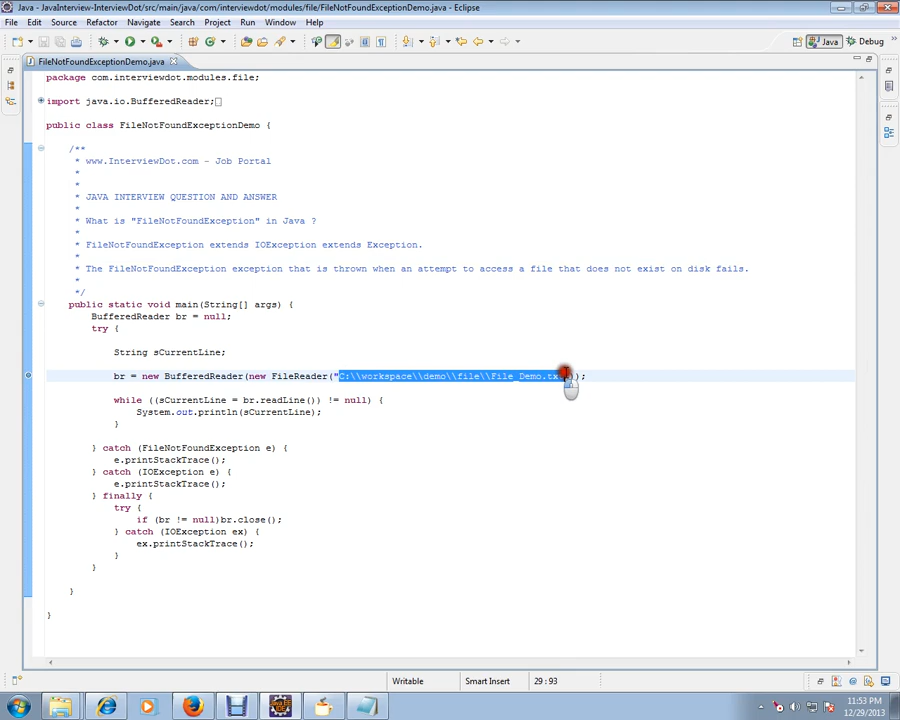 Java - JavaInterview-InterviewDot/src/main/java/com/interviewdot/modules/file/FileNotFoundExceptionDemo.java - Eclipse
File Edit Source Refactor Navigate Search Project Run Window Help
Java Debug
FileNotFoundExceptionDemo.java
package com.interviewdot.modules.file;
import java.io.BufferedReader;
public class FileNotFoundExceptionDemo {
/**
* www.InterviewDot.com - Job Portal
*
*
* JAVA INTERVIEW QUESTION AND ANSWER
*
* What is "FileNotFoundException" in Java ?
*
* FileNotFoundException extends IOException extends Exception.
*
* The FileNotFoundException exception that is thrown when an attempt to access a file that does not exist on disk fails.
*
*/
public static void main(String[] args) {
BufferedReader br = null;
try {
String sCurrentLine;
br = new BufferedReader(new FileReader("C:\\workspace\\demo\\file\\File_Demo.tx );
while ((sCurrentLine = br.readLine()) != null) {
System.out.println(sCurrentLine);
}
} catch (FileNotFoundException e) {
e.printStackTrace();
} catch (IOException e) {
e.printStackTrace();
} finally {
try {
if (br != null)br.close();
} catch (IOException ex) {
ex.printStackTrace();
}
}
}
}
Writable Smart Insert 29 : 93
11:53 PM
12/29/2013